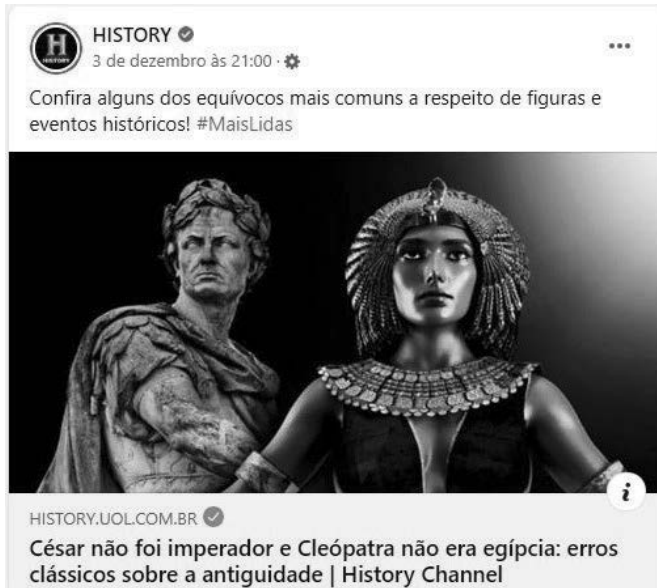 HISTORY
3 de dezembro às 21:00 ·
Confira alguns dos equívocos mais comuns a respeito de figuras e
eventos históricos! #MaisLidas
HISTORY.UOL.COM.BR
César não foi imperador e Cleópatra não era egípcia: erros
clássicos sobre a antiguidade | History Channel